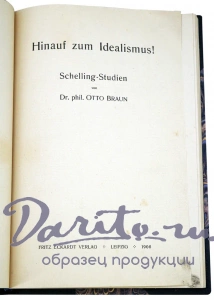 Hinauf zum Idealismus!
Schelling-Studien
von
Dr. phil. OTTO BRAUN
Darito.ru
образец продукции
FRITZ ECKARDT VERLAG * LEIPZIG * 1908